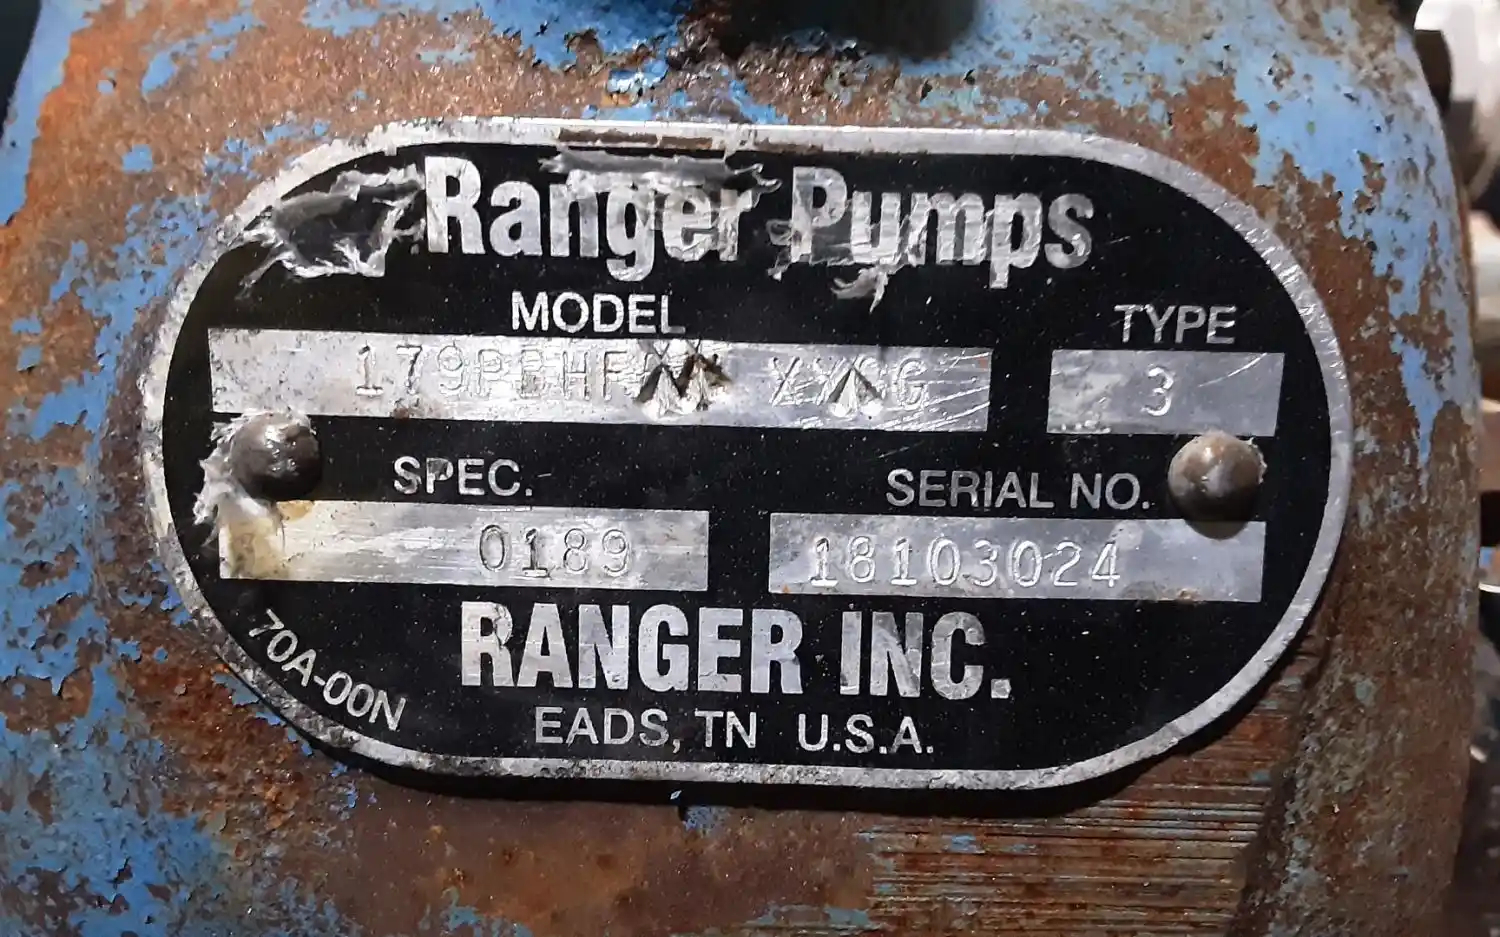 Ranger Pumps
MODEL TYPE
3
SPEC. SERIAL NO.
0189 18103024
RANGER INC.
70A-00N
EADS, TN U.S.A.